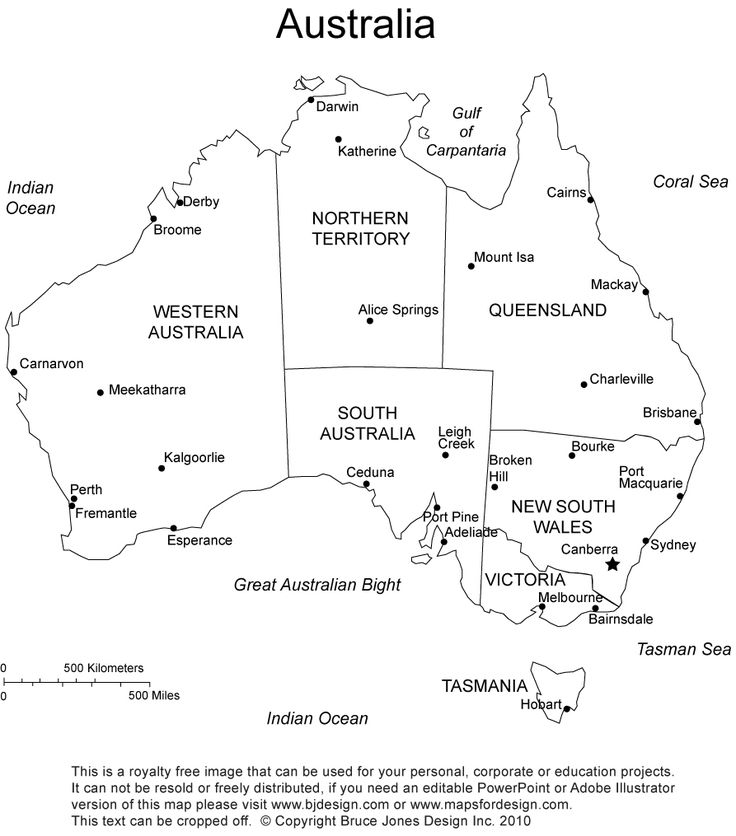 Australia
Darwin
Gulf
of
Carpantaria
Katherine
Indian
Ocean
Coral Sea
Cairns
Derby
Broome
NORTHERN
TERRITORY
Mount Isa
Mackay
WESTERN
AUSTRALIA
Alice Springs
QUEENSLAND
Carnarvon
Meekatharra
Charleville
SOUTH
AUSTRALIA
Brisbane
Leigh
Creek
Bourke
Kalgoorlie
Ceduna
Broken
Hill
Port
Macquarie
Perth
Fremantle
Port Pine
NEW SOUTH
WALES
Adeliade
Esperance
Canberra
Sydney
Great Australian Bight
VICTORIA
Melbourne
Bairnsdale
Tasman Sea
0 500 Kilometers
0 500 Miles
TASMANIA
Hobart
Indian Ocean
This is a royalty free image that can be used for your personal, corporate or education projects.
It can not be resold or freely distributed, if you need an editable PowerPoint or Adobe Illustrator
version of this map please visit www.bjdesign.com or www.mapsfordesign.com.
This text can be cropped off. © Copyright Bruce Jones Design Inc. 2010